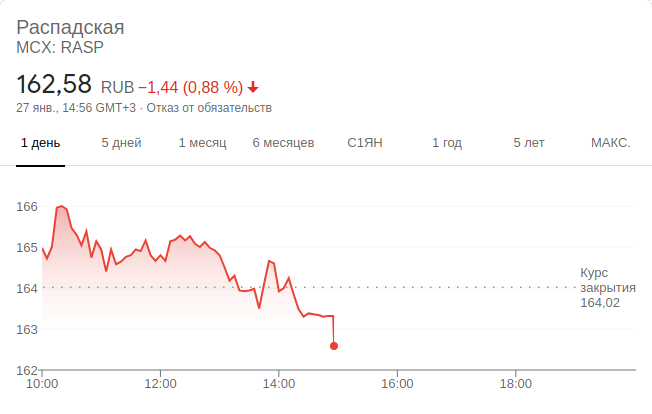 Распадская
MCX: RASP
162,58 RUB −1,44 (0,88 %)
27 янв., 14:56 GMT+3 · Отказ от обязательств
1 день 5 дней 1 месяц 6 месяцев С1ЯН 1 год 5 лет МАКС.
166
165
164
163
162
Курс
закрытия
164,02
10:00 12:00 14:00 16:00 18:00